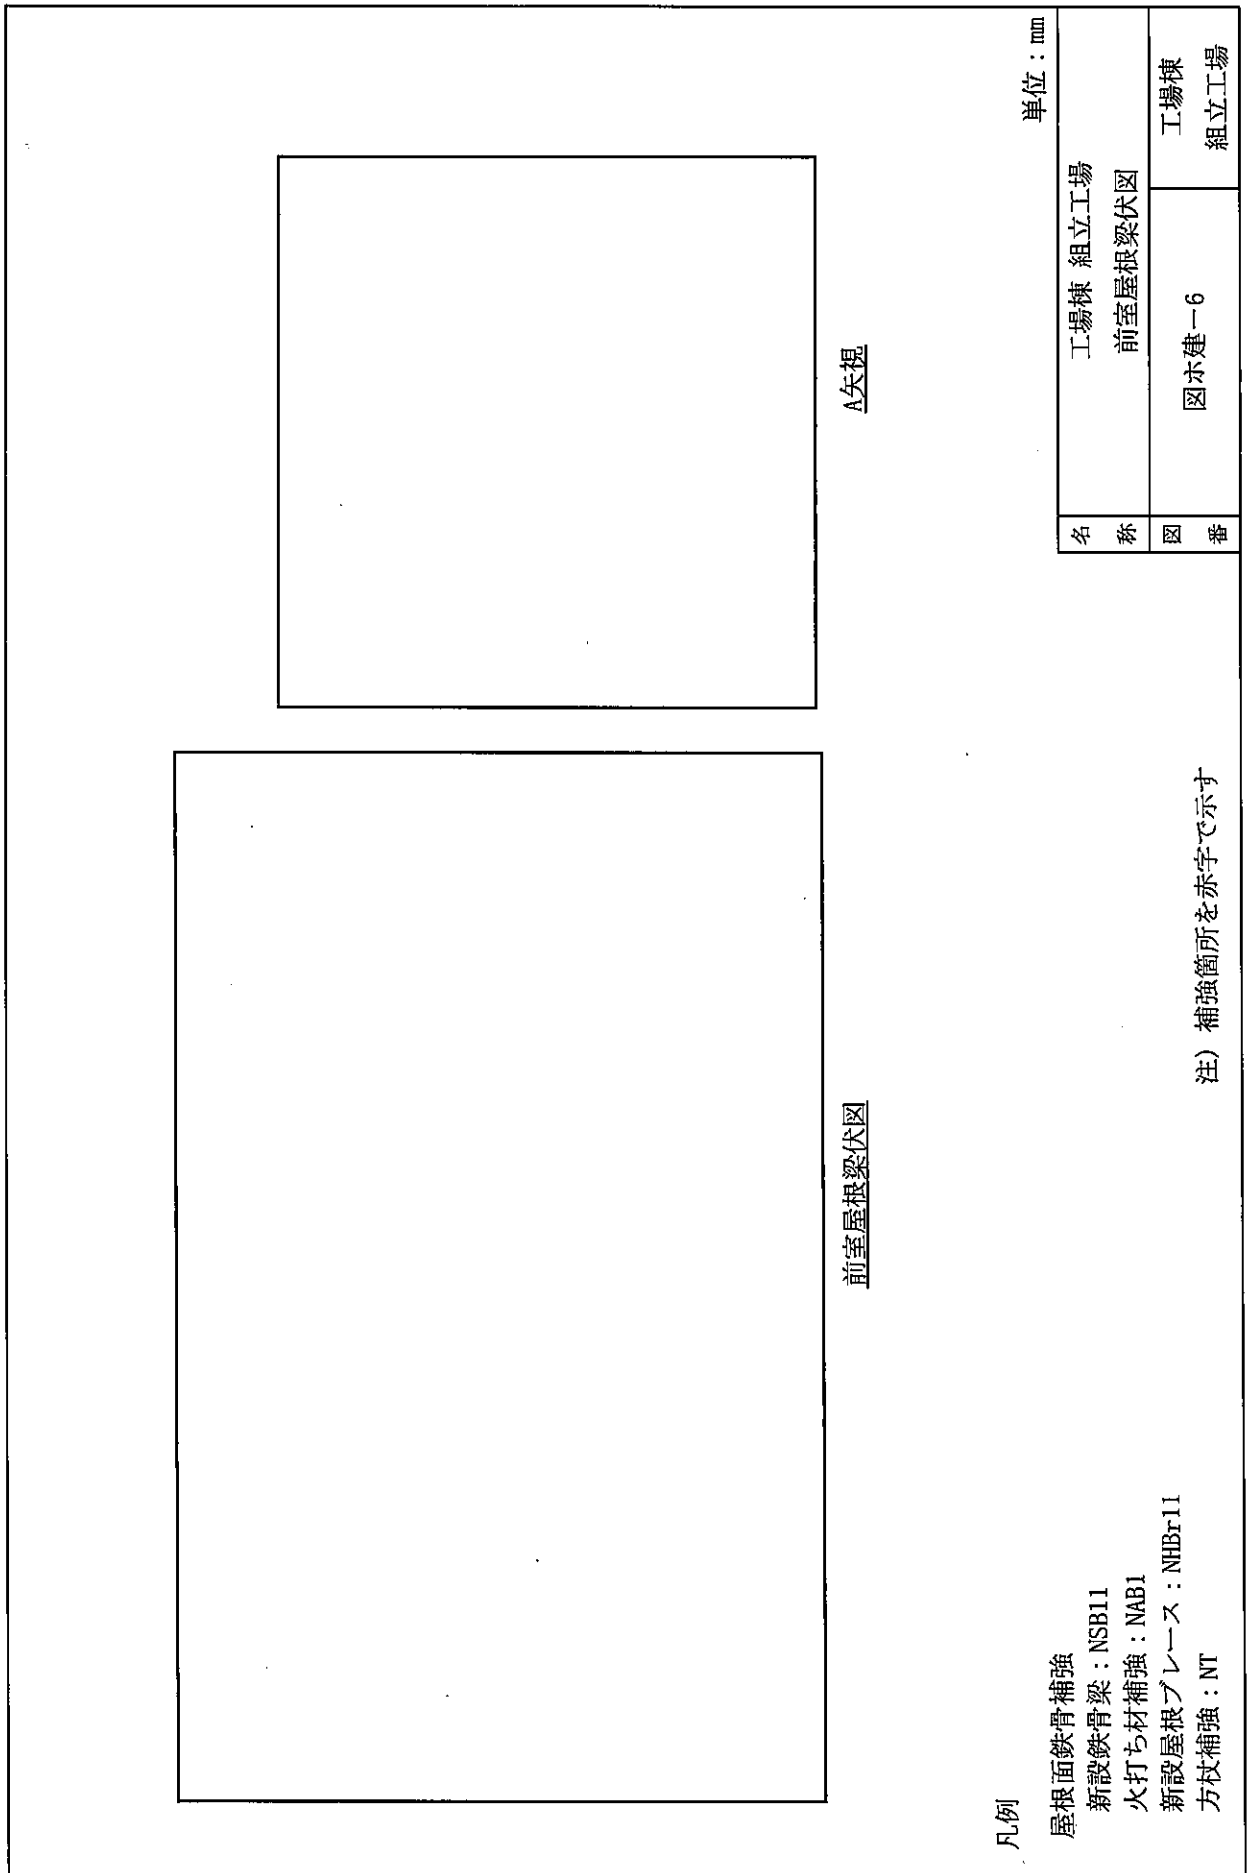 前室屋根梁伏図
A矢視
凡例
屋根面鉄骨補強
新設鉄骨梁：NSB11
火打ち材補強：NAB1
新設屋根ブレース：NHBr11
方杖補強：NT
注）補強箇所を赤字で示す
単位：mm
名称
工場棟 組立工場
前室屋根梁伏図
図番
図ホ建－6
工場棟
組立工場